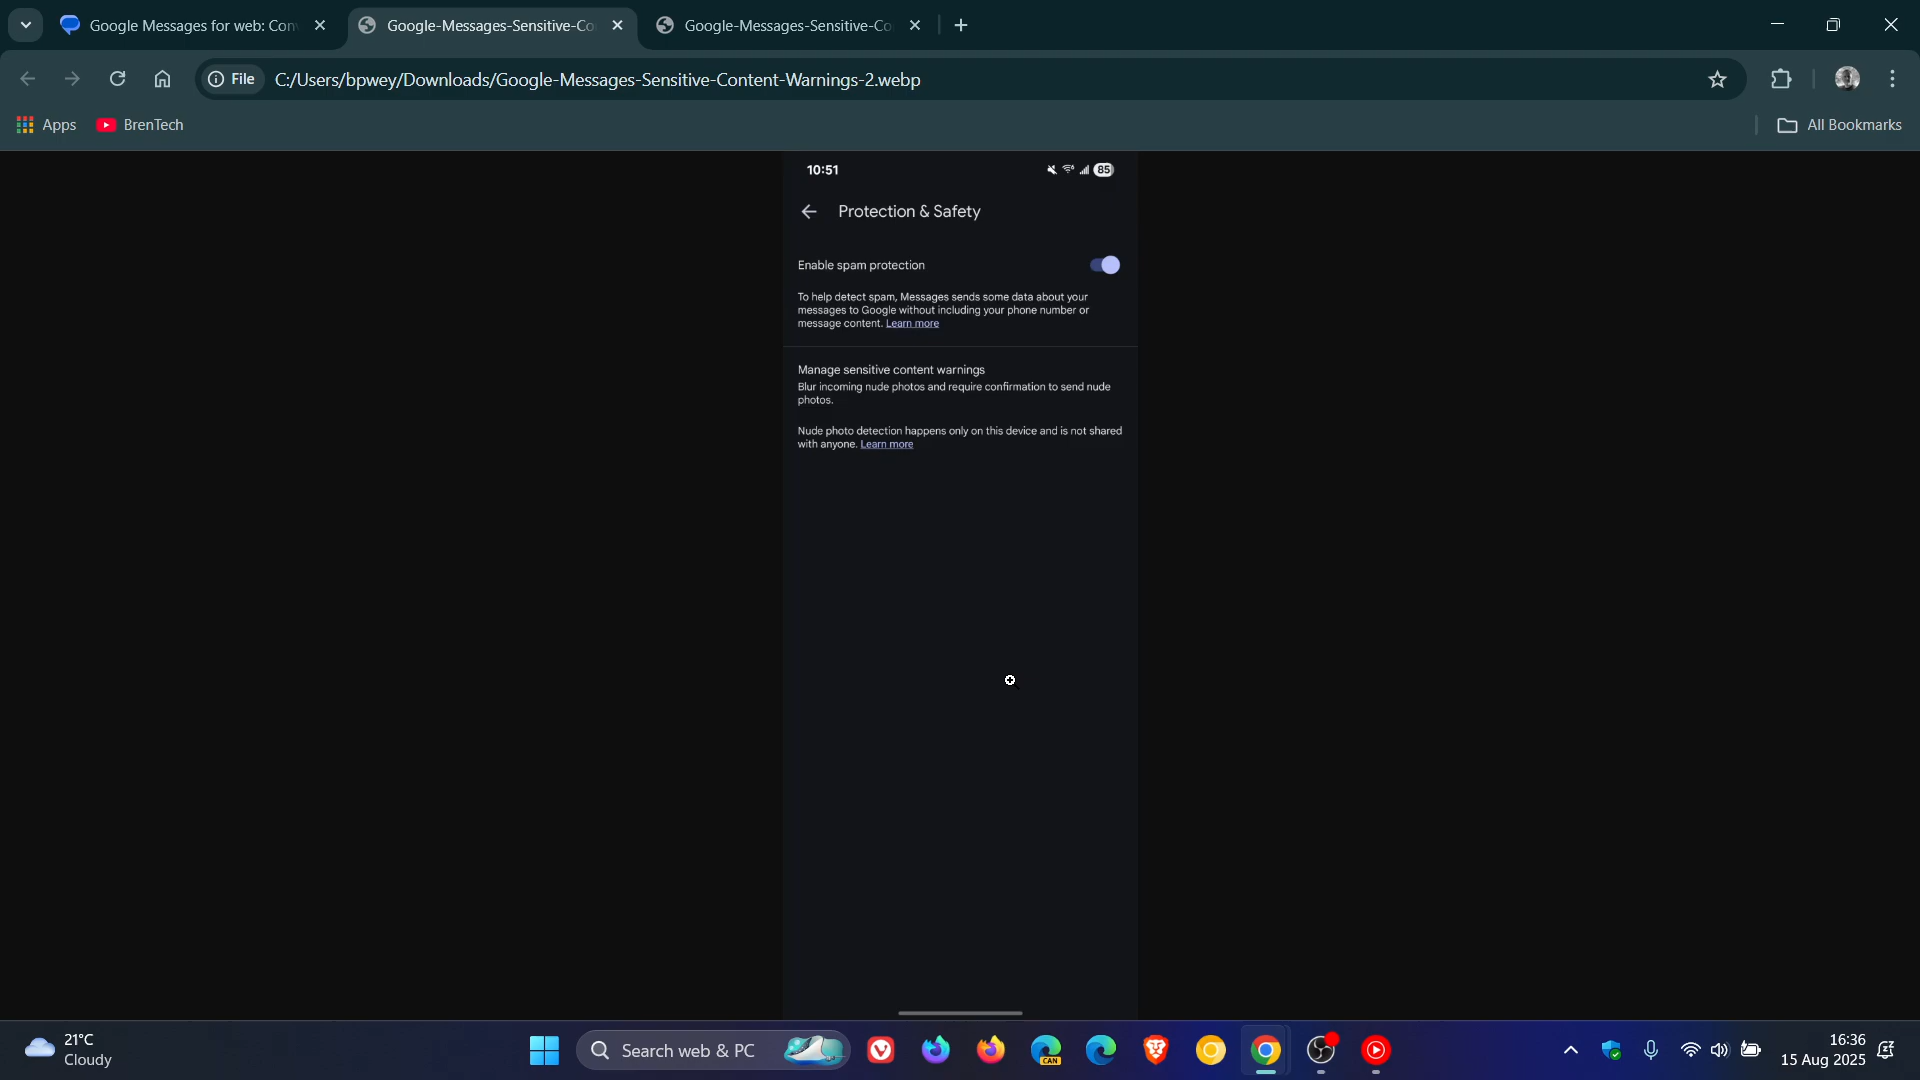 Google Messages for web: Con
Google-Messages-Sensitive-Co
Google-Messages-Sensitive-Co
File
C:/Users/bpwey/Downloads/Google-Messages-Sensitive-Content-Warnings-2.webp
Apps
BrenTech
All Bookmarks
10:51
85
Protection & Safety
Enable spam protection
To help detect spam, Messages sends some data about your
messages to Google without including your phone number or
message content. Learn more
Manage sensitive content warnings
Blur incoming nude photos and require confirmation to send nude
photos.
Nude photo detection happens only on this device and is not shared
with anyone. Learn more
21°C
Cloudy
Search web & PC
CAN
16:36
15 Aug 2025